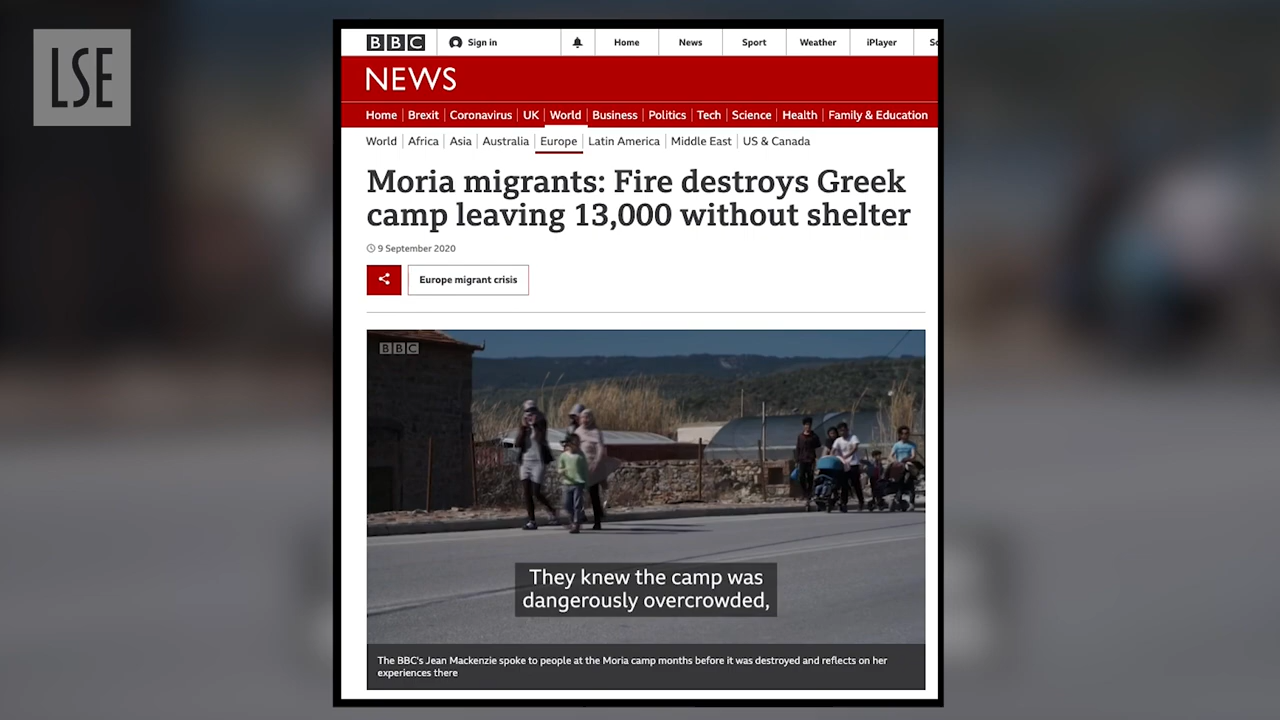 LSE
BBC Sign in Home News Sport Weather iPlayer
NEWS
Home Brexit Coronavirus UK World Business Politics Tech Science Health Family & Education
World Africa Asia Australia Europe Latin America Middle East US & Canada
Moria migrants: Fire destroys Greek
camp leaving 13,000 without shelter
9 September 2020
Europe migrant crisis
BBC
They knew the camp was
dangerously overcrowded,
The BBC's Jean Mackenzie spoke to people at the Moria camp months before it was destroyed and reflects on her
experiences there